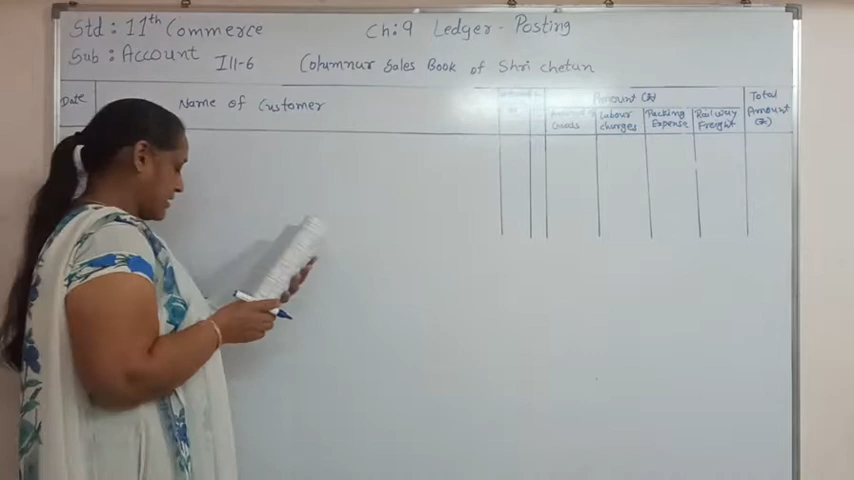 Std : 11th Commerce Ch:9 Ledger - Posting
Sub : Account Ill-6 Columnur Sales Book of Shri chetun
Date Name of Customer Amount (₹) Total Amount (₹)
Goods Labour churges Packing Expense Railway Freight